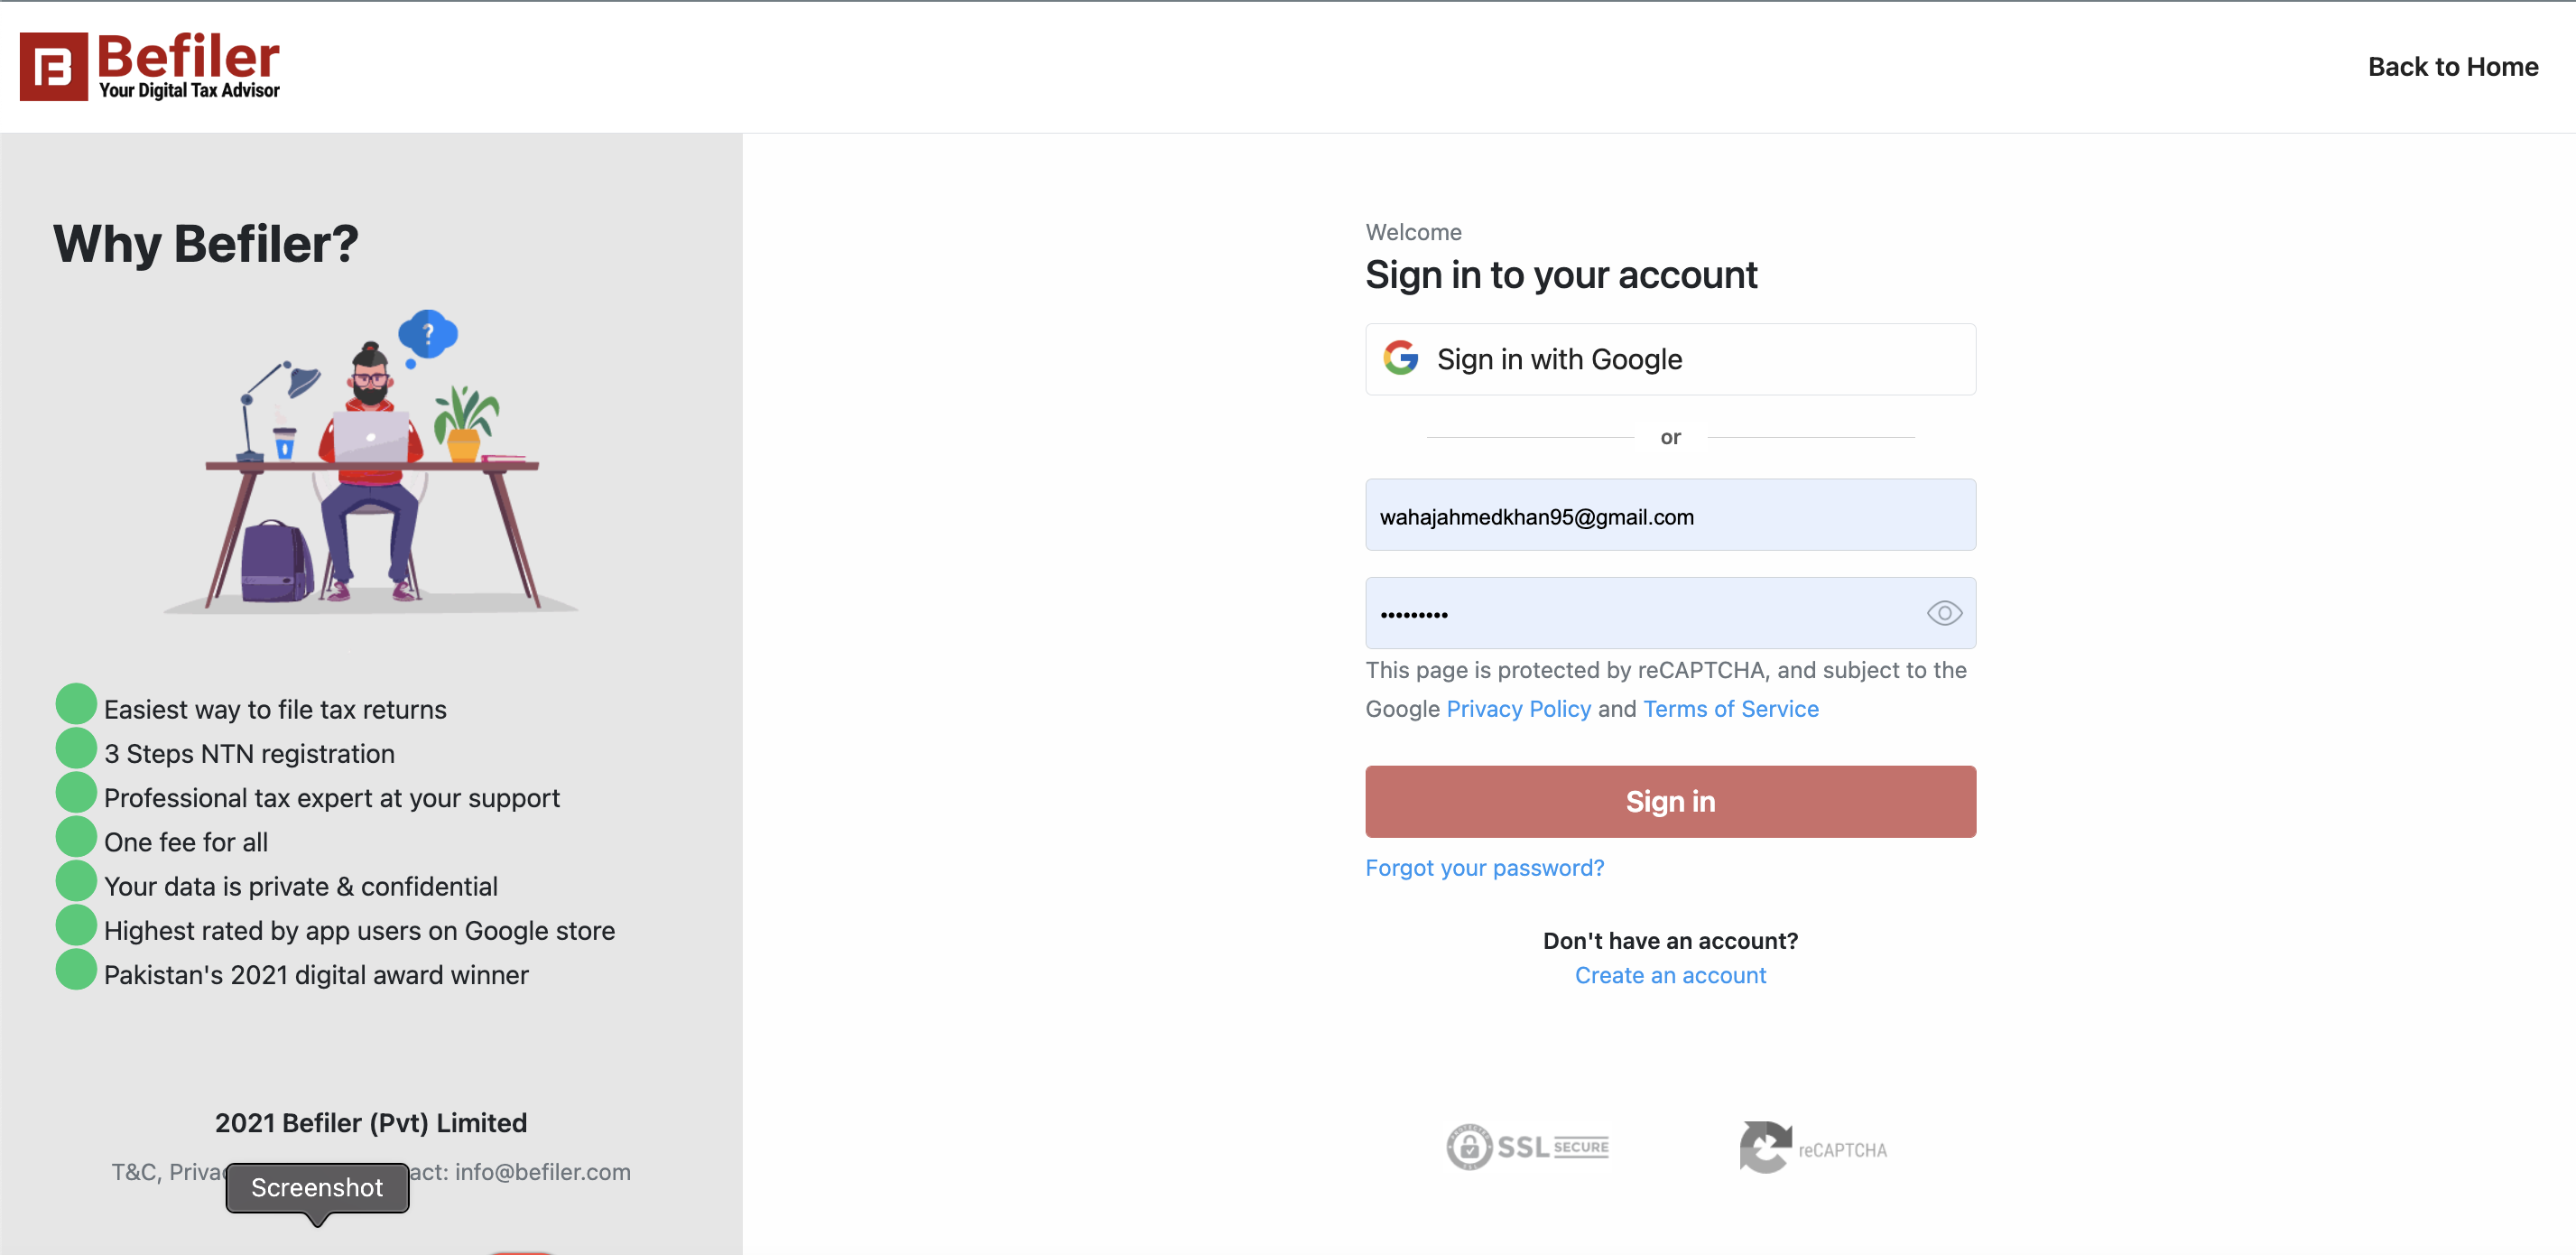 Befiler
Your Digital Tax Advisor
Back to Home
Why Befiler?
?
Easiest way to file tax returns
3 Steps NTN registration
Professional tax expert at your support
One fee for all
Your data is private & confidential
Highest rated by app users on Google store
Pakistan's 2021 digital award winner
2021 Befiler (Pvt) Limited
T&C, Priva
act: info@befiler.com
Screenshot
Welcome
Sign in to your account
Sign in with Google
or
wahajahmedkhan95@gmail.com
•••••••••
This page is protected by reCAPTCHA, and subject to the
Google Privacy Policy and Terms of Service
Sign in
Forgot your password?
Don't have an account?
Create an account
PROTECTED
SSL SECURE
reCAPTCHA